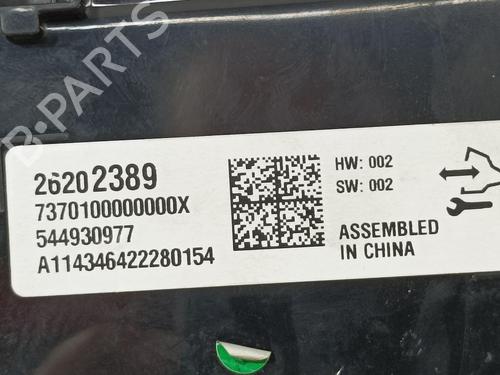 B-PARTS
26202389
7370100000000X
544930977
A114346422280154
HW: 002
SW: 002
ASSEMBLED
IN CHINA